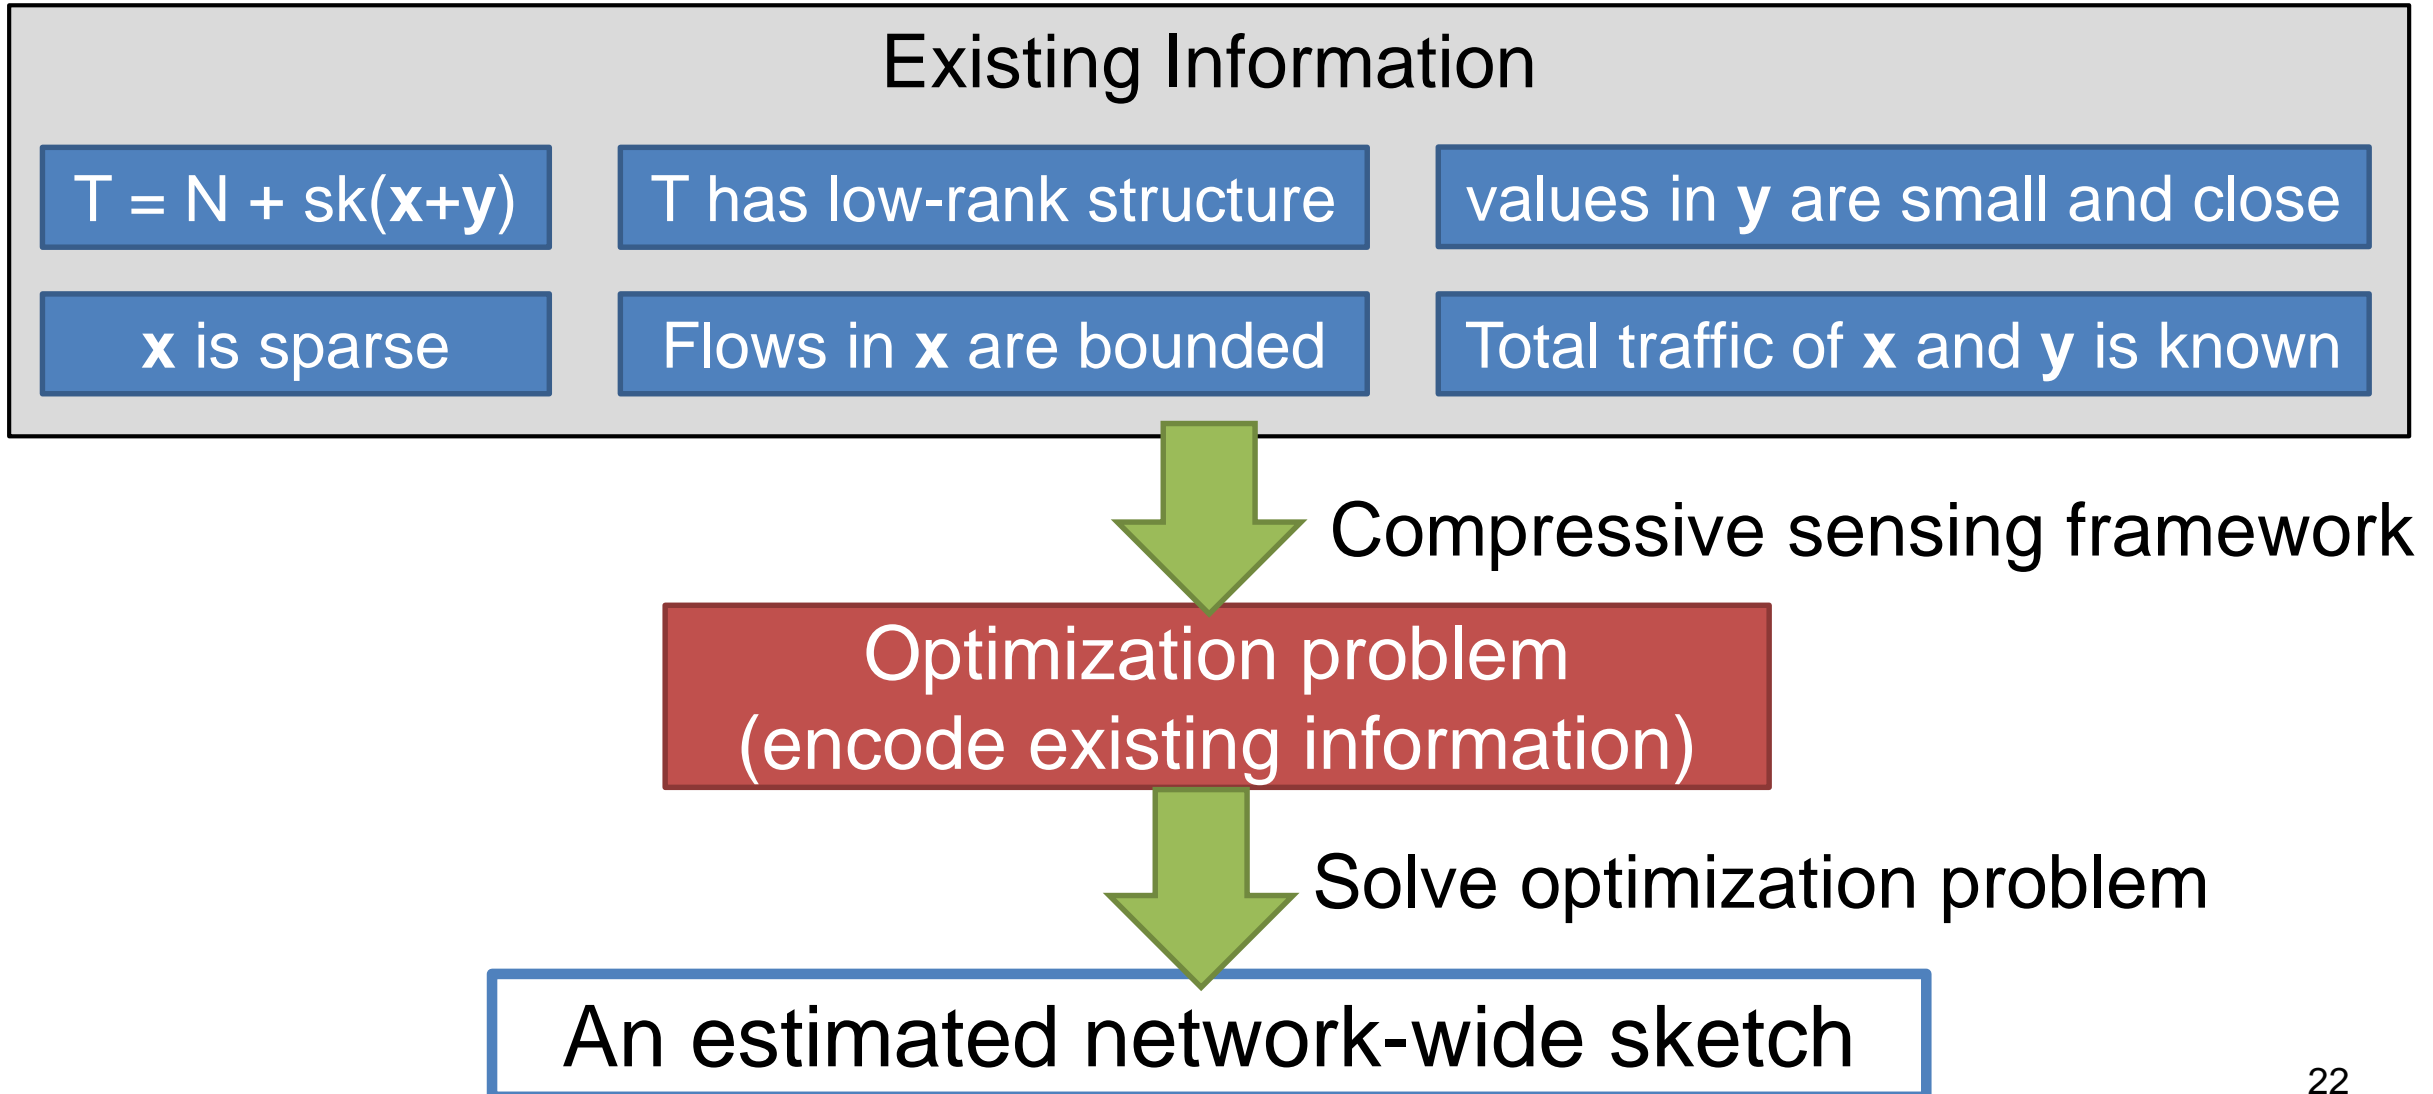 Existing Information
T = N + sk(x+y)
T has low-rank structure
values in y are small and close
x is sparse
Flows in x are bounded
Total traffic of x and y is known
Compressive sensing framework
Optimization problem
(encode existing information)
Solve optimization problem
An estimated network-wide sketch
22